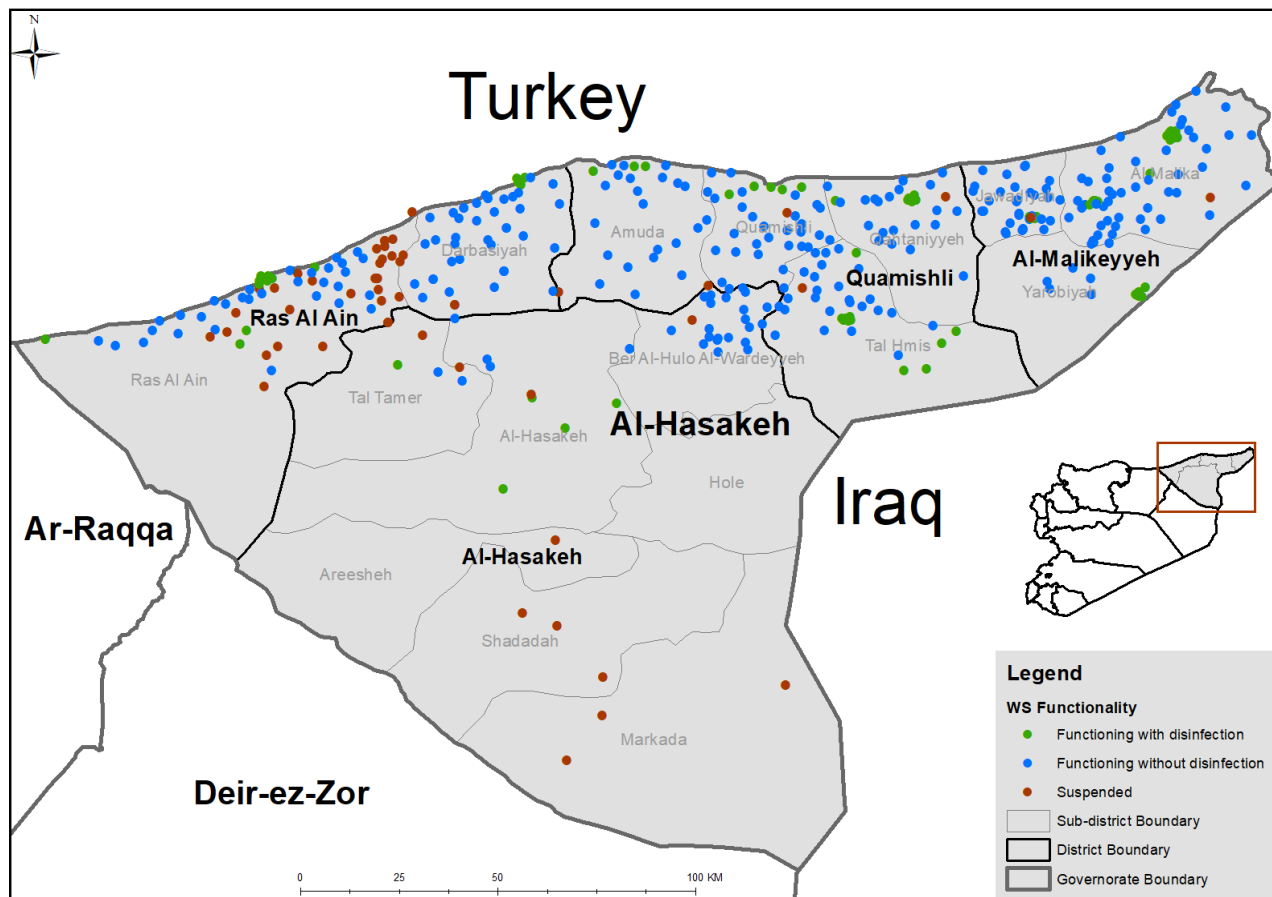 N
Turkey
Al Malika
Jawadiyah
Quamishli
Qahtaniyyeh
Amuda
Darbasiyah
Al-Malikeyyeh
Quamishli
Yarobiyah
Ras Al Ain
Tal Hmis
Ber Al-Hulo Al-Wardeyyeh
Ras Al Ain
Tal Tamer
Al-Hasakeh
Al-Hasakeh
Hole
Iraq
Ar-Raqqa
Al-Hasakeh
Areesheh
Shadadah
Markada
Deir-ez-Zor
Legend
WS Functionality
Functioning with disinfection
Functioning without disinfection
Suspended
Sub-district Boundary
District Boundary
Governorate Boundary
0 25 50 100 KM